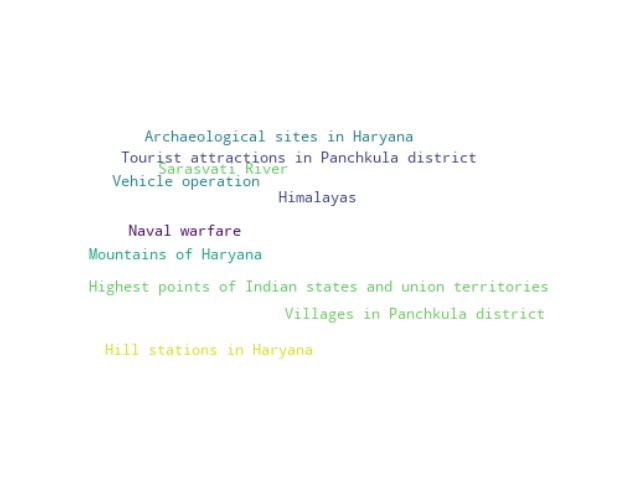 Archaeological sites in Haryana
Tourist attractions in Panchkula district
Sarasvati River
Vehicle operation
Himalayas
Naval warfare
Mountains of Haryana
Highest points of Indian states and union territories
Villages in Panchkula district
Hill stations in Haryana